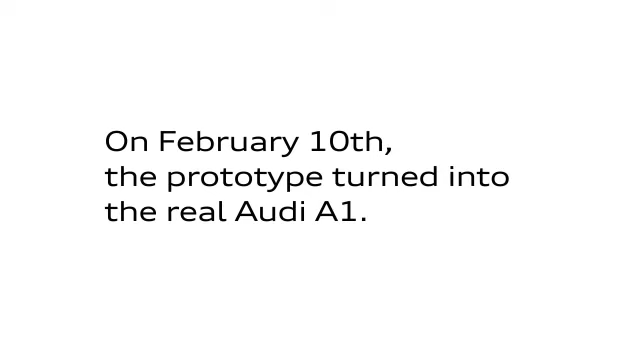 On February 10th,
the prototype turned into
the real Audi A1.